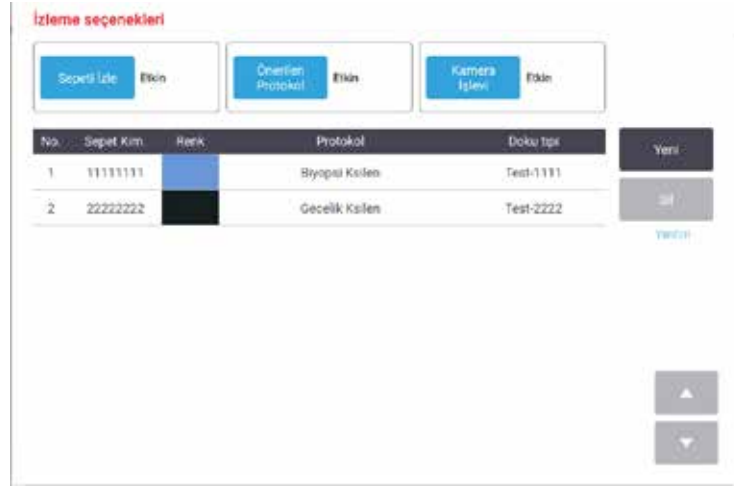 İzleme seçenekleri
Sepeti İzle Etkin
Önerilen Protokol Etkin
Kamera İşlevi Etkin
No. Sepet Kim. Renk Protokol Doku tipi
1 11111111 Biyopsi Ksilen Test-1111
2 22222222 Gecelik Ksilen Test-2222
Yeni
Sil